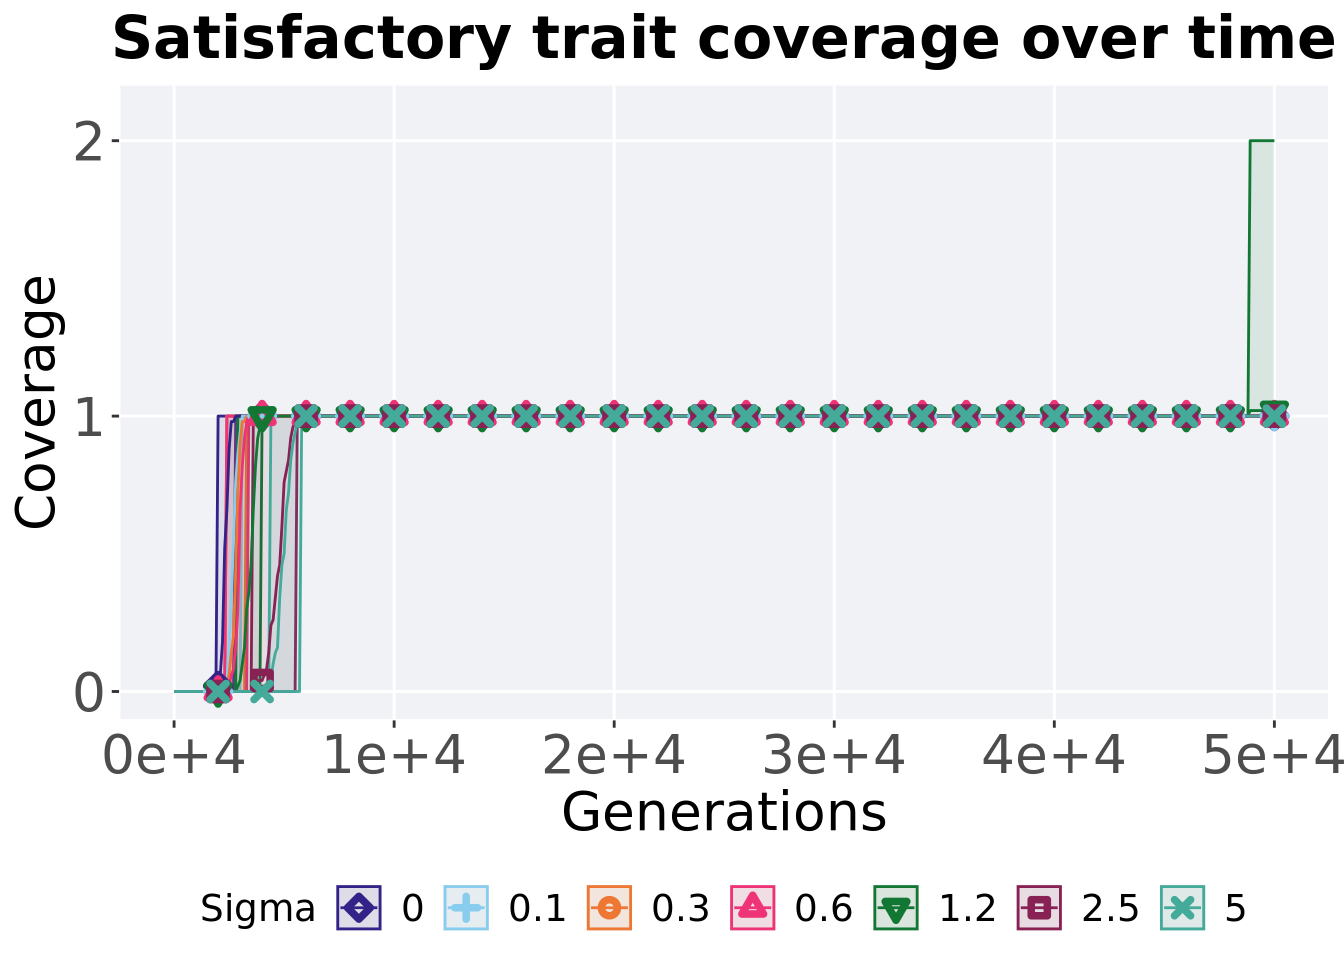 Satisfactory trait coverage over time
Coverage
2
1
0
0e+4 1e+4 2e+4 3e+4 4e+4 5e+4
Generations
Sigma 0 0.1 0.3 0.6 1.2 2.5 5